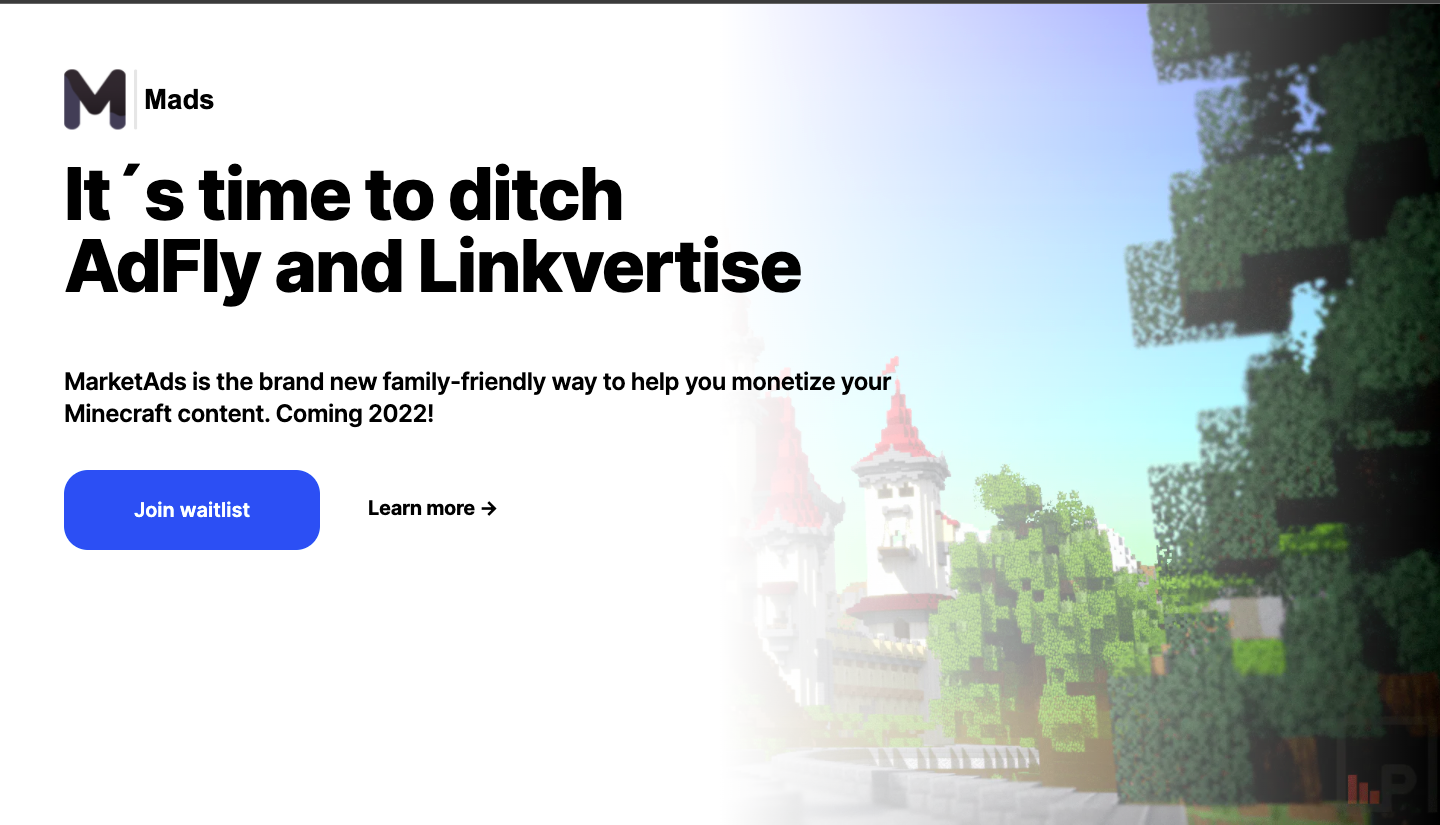 M
Mads
It´s time to ditch
AdFly and Linkvertise
MarketAds is the brand new family-friendly way to help you monetize your
Minecraft content. Coming 2022!
Join waitlist
Learn more →
P